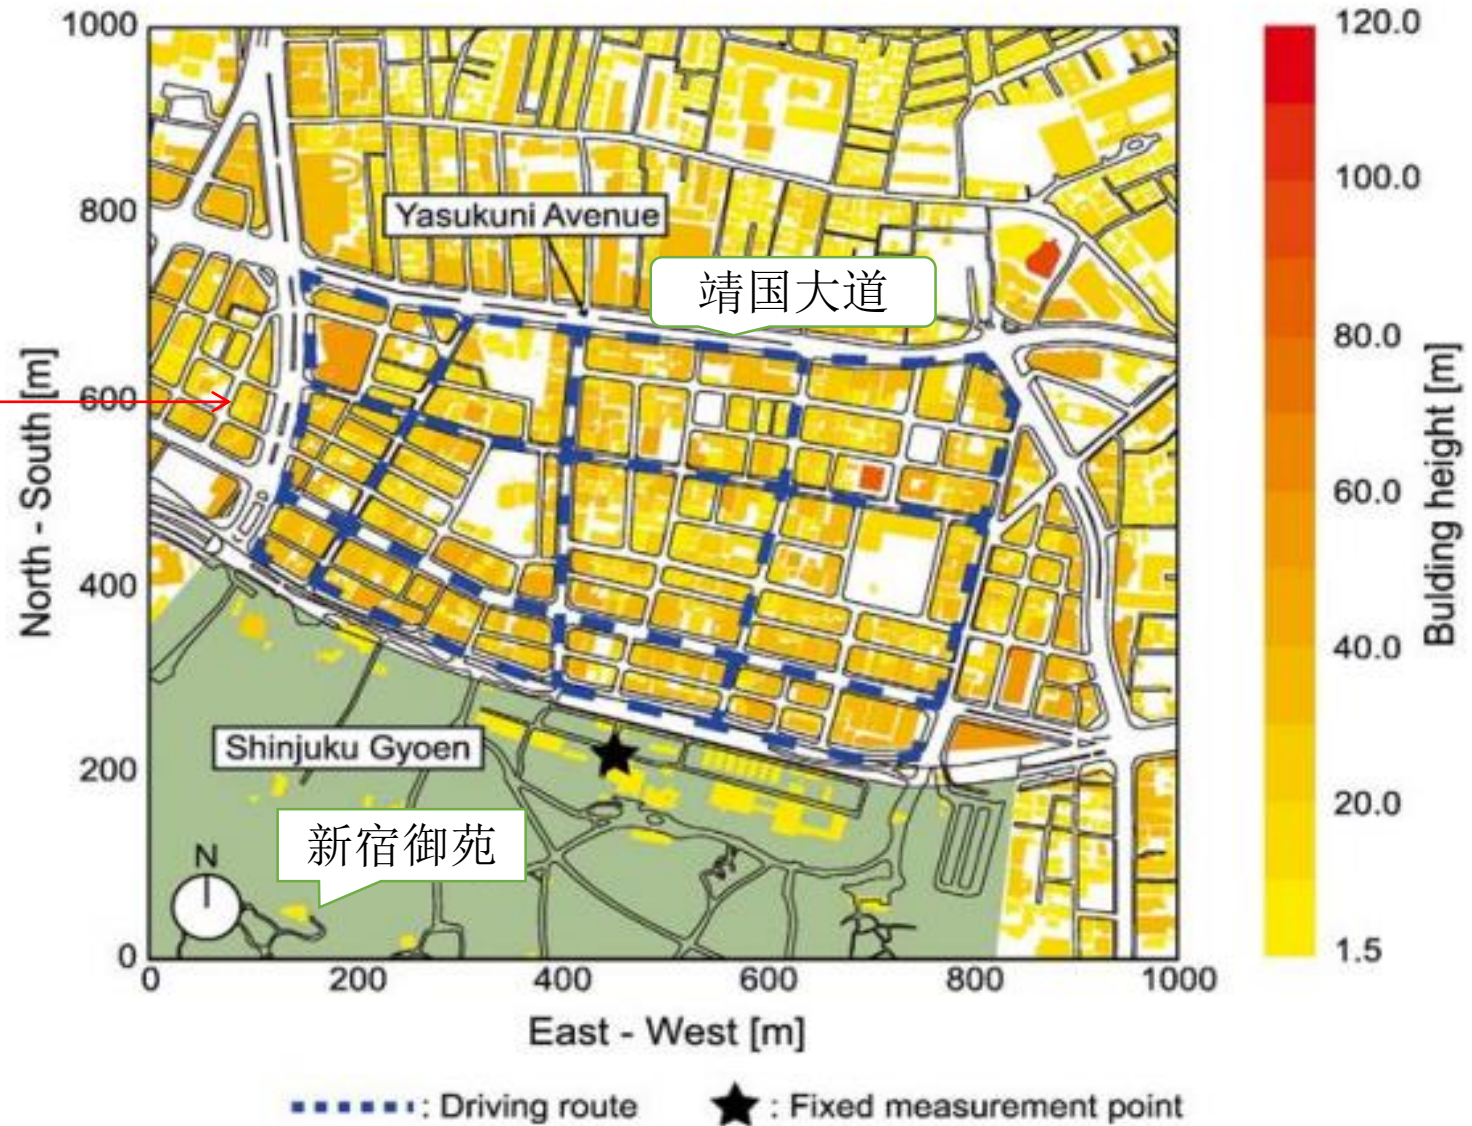 1000
800
600
400
200
0
North - South [m]
Yasukuni Avenue
靖国大道
Shinjuku Gyoen
新宿御苑
N
0 200 400 600 800 1000
East - West [m]
120.0
100.0
80.0
60.0
40.0
20.0
1.5
Bulding height [m]
: Driving route
: Fixed measurement point